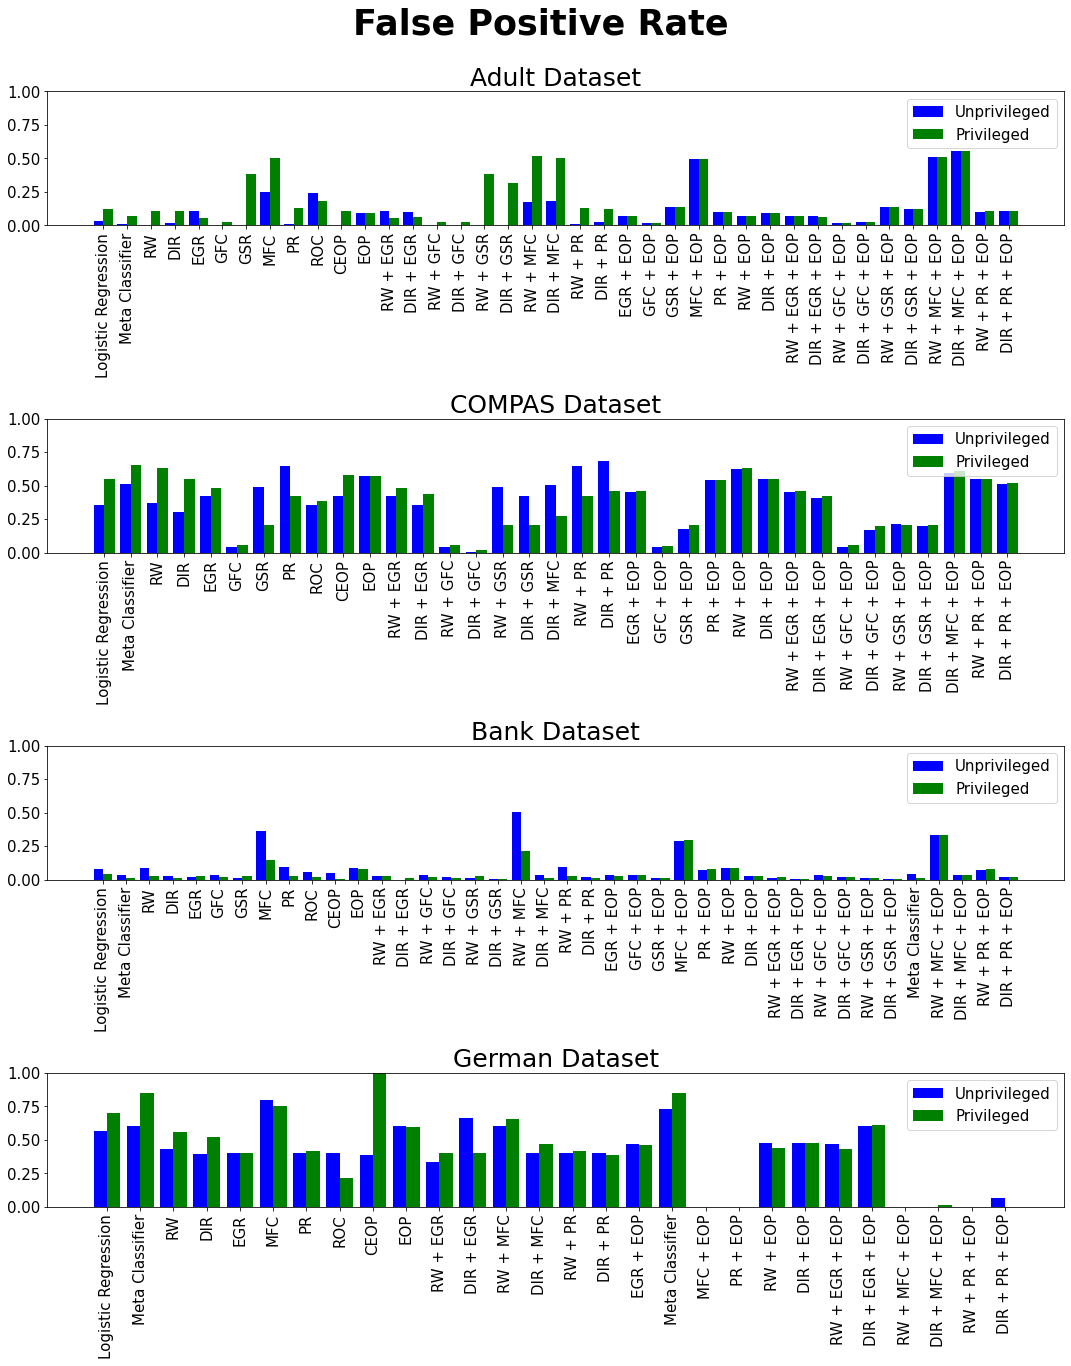 False Positive Rate
Adult Dataset
1.00
0.75
0.50
0.25
0.00
Unprivileged
Privileged
Logistic Regression
Meta Classifier
RW
DIR
EGR
GFC
GSR
MFC
PR
ROC
CEOP
EOP
RW + EGR
DIR + EGR
RW + GFC
DIR + GFC
RW + GSR
DIR + GSR
RW + MFC
DIR + MFC
RW + PR
DIR + PR
EGR + EOP
GFC + EOP
GSR + EOP
MFC + EOP
PR + EOP
RW + EOP
DIR + EOP
RW + EGR + EOP
DIR + EGR + EOP
RW + GFC + EOP
DIR + GFC + EOP
RW + GSR + EOP
DIR + GSR + EOP
RW + MFC + EOP
DIR + MFC + EOP
RW + PR + EOP
DIR + PR + EOP
COMPAS Dataset
1.00
0.75
0.50
0.25
0.00
Unprivileged
Privileged
Logistic Regression
Meta Classifier
RW
DIR
EGR
GFC
GSR
PR
ROC
CEOP
EOP
RW + EGR
DIR + EGR
RW + GFC
DIR + GFC
RW + GSR
DIR + GSR
DIR + MFC
RW + PR
DIR + PR
EGR + EOP
GFC + EOP
GSR + EOP
PR + EOP
RW + EOP
DIR + EOP
RW + EGR + EOP
DIR + EGR + EOP
RW + GFC + EOP
DIR + GFC + EOP
RW + GSR + EOP
DIR + GSR + EOP
DIR + MFC + EOP
RW + PR + EOP
DIR + PR + EOP
Bank Dataset
1.00
0.75
0.50
0.25
0.00
Unprivileged
Privileged
Logistic Regression
Meta Classifier
RW
DIR
EGR
GFC
GSR
MFC
PR
ROC
CEOP
EOP
RW + EGR
DIR + EGR
RW + GFC
DIR + GFC
RW + GSR
DIR + GSR
RW + MFC
DIR + MFC
RW + PR
DIR + PR
EGR + EOP
GFC + EOP
GSR + EOP
MFC + EOP
PR + EOP
RW + EOP
DIR + EOP
RW + EGR + EOP
DIR + EGR + EOP
RW + GFC + EOP
DIR + GFC + EOP
RW + GSR + EOP
DIR + GSR + EOP
Meta Classifier
RW + MFC + EOP
DIR + MFC + EOP
RW + PR + EOP
DIR + PR + EOP
German Dataset
1.00
0.75
0.50
0.25
0.00
Unprivileged
Privileged
Logistic Regression
Meta Classifier
RW
DIR
EGR
MFC
PR
ROC
CEOP
EOP
RW + EGR
DIR + EGR
RW + MFC
DIR + MFC
RW + PR
DIR + PR
EGR + EOP
Meta Classifier
MFC + EOP
PR + EOP
RW + EOP
DIR + EOP
RW + EGR + EOP
DIR + EGR + EOP
RW + MFC + EOP
DIR + MFC + EOP
RW + PR + EOP
DIR + PR + EOP